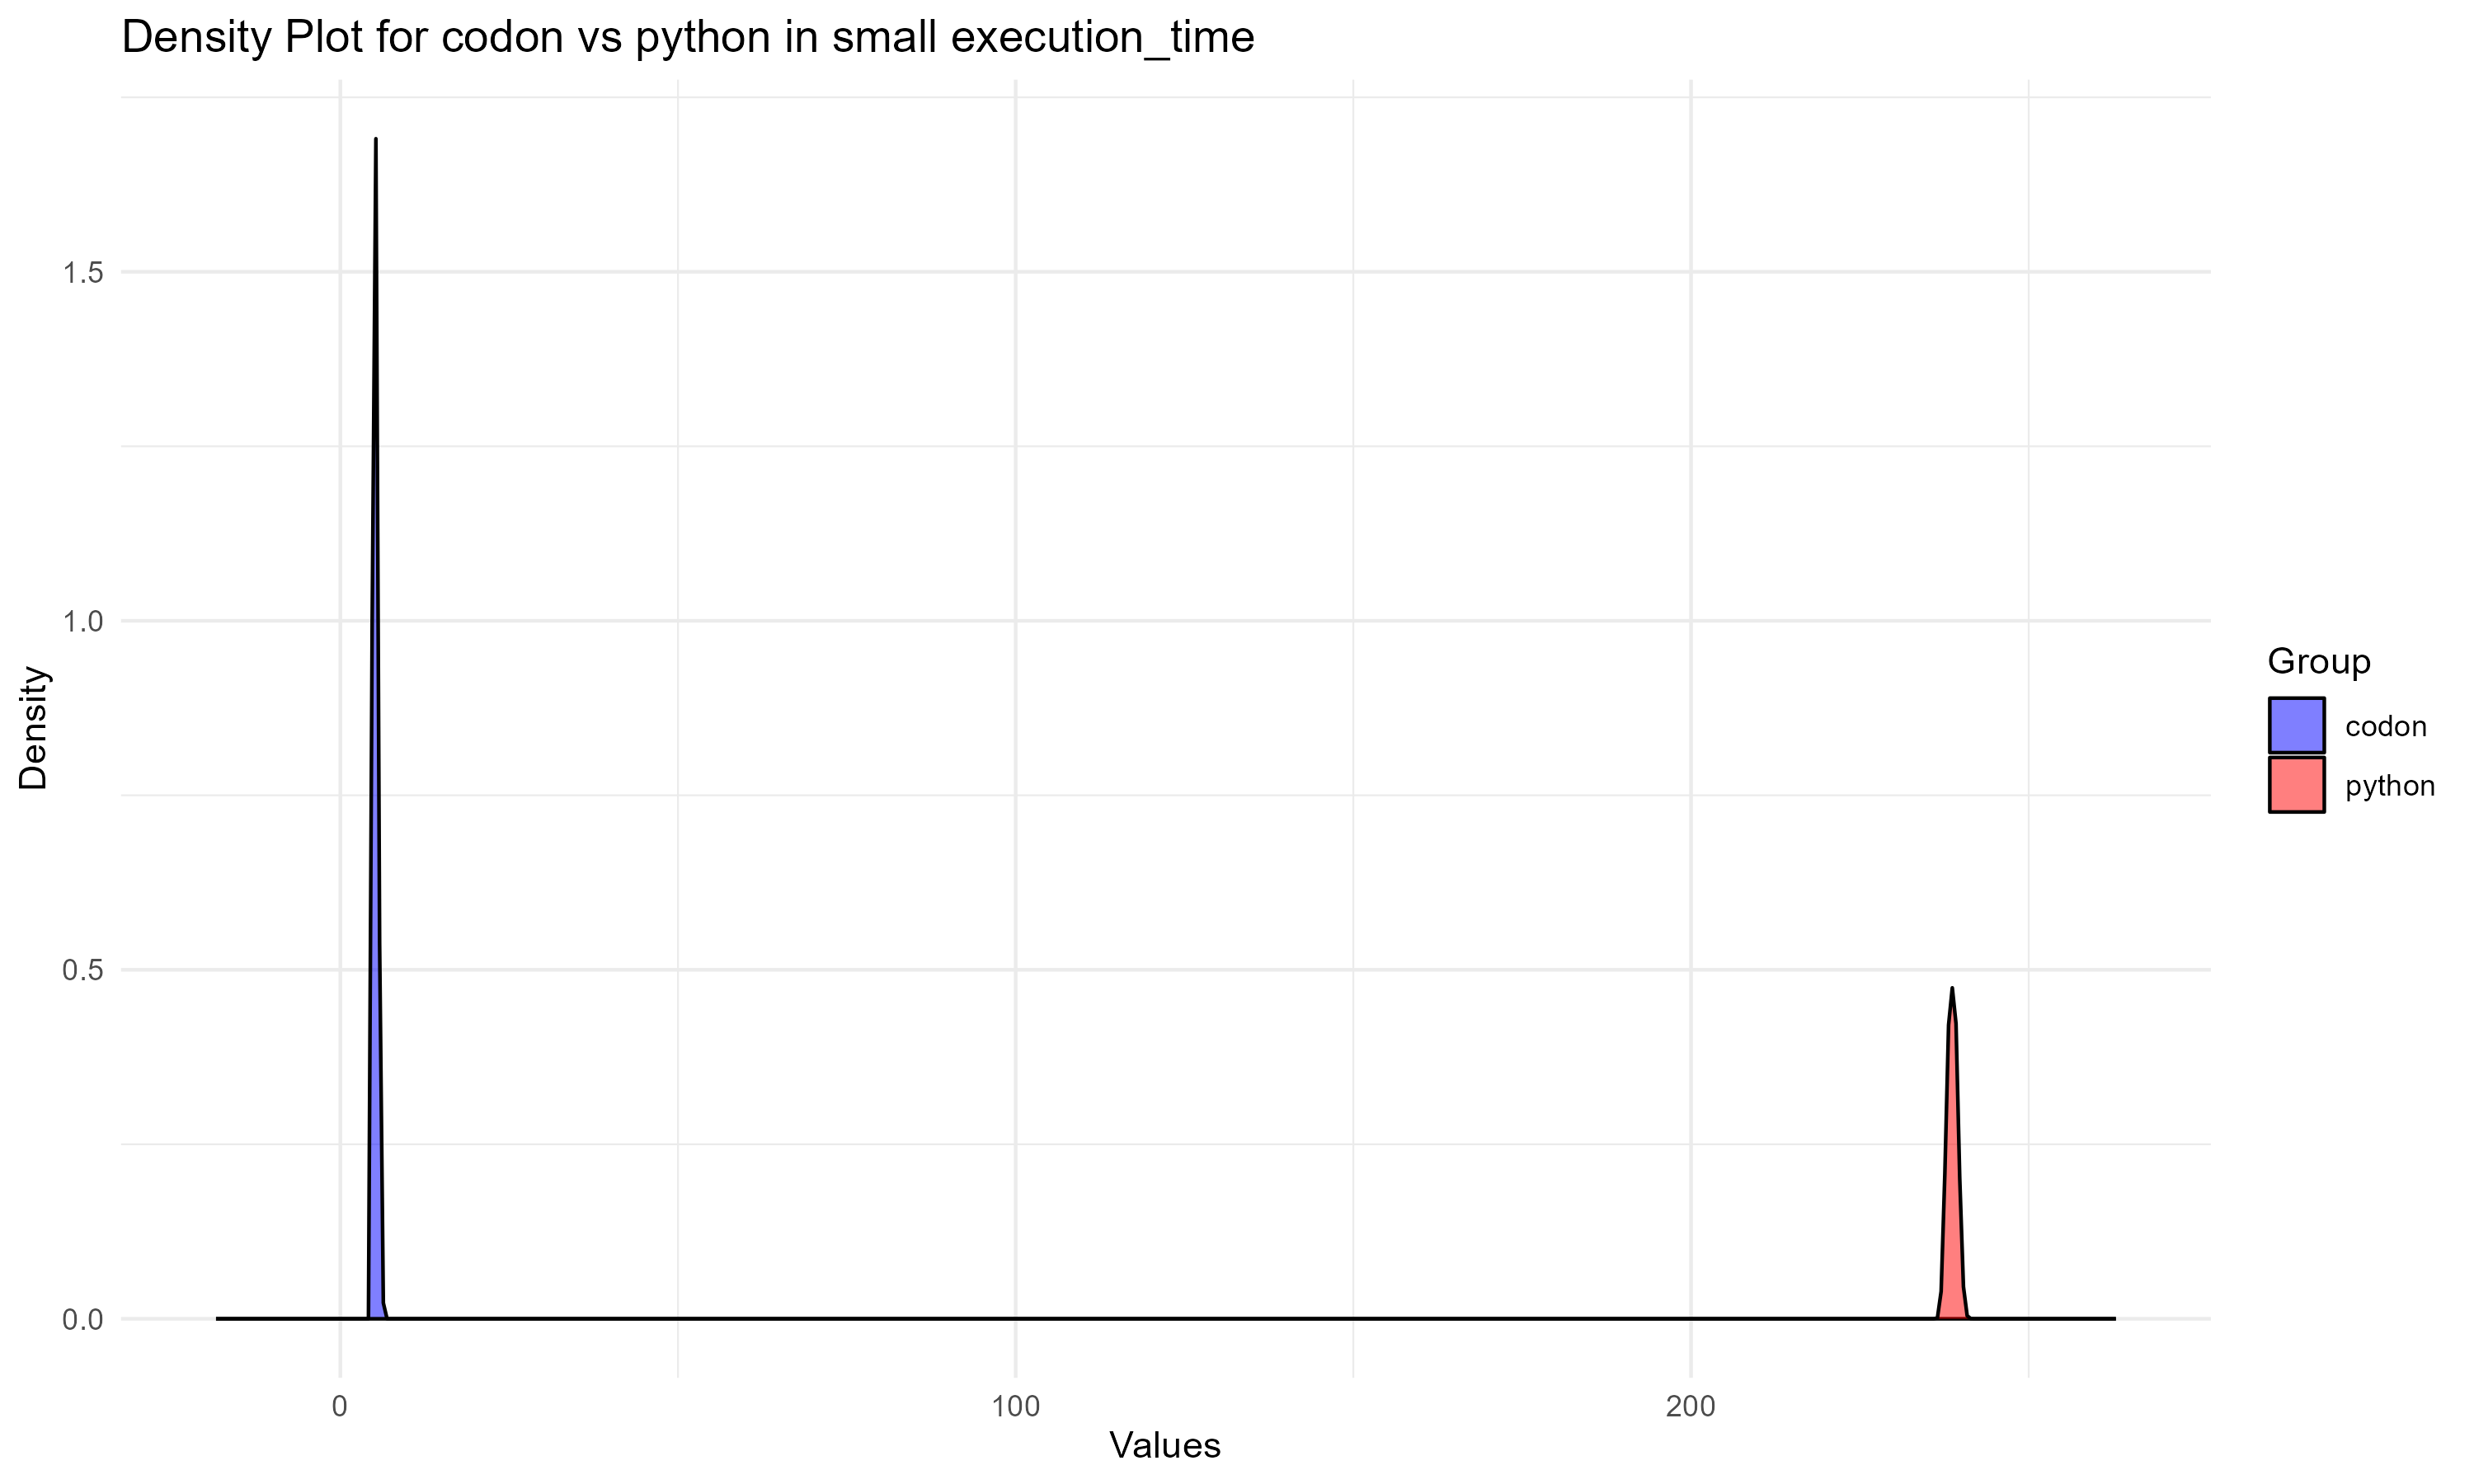 Density Plot for codon vs python in small execution_time
1.5
1.0
0.5
0.0
Density
0
100
200
Values
Group
codon
python